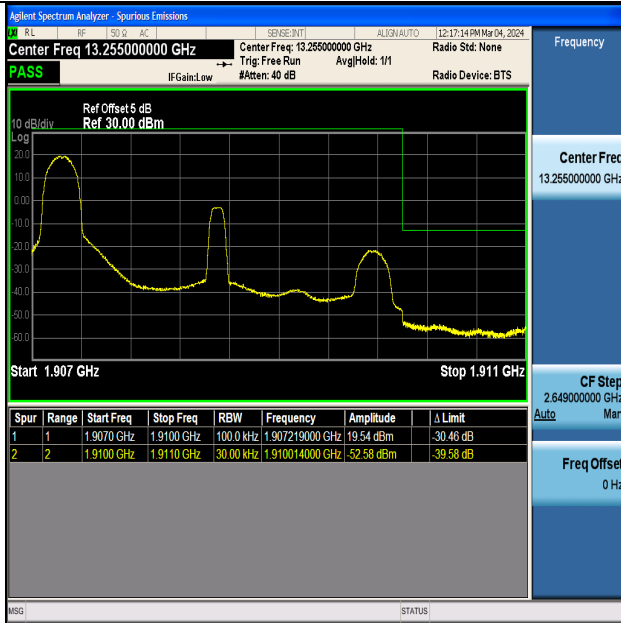 Agilent Spectrum Analyzer - Spurious Emissions
RL RF 50 Ω AC SENSE:INT ALIGN AUTO 12:17:14 PM Mar 04, 2024
Center Freq 13.255000000 GHz
Center Freq: 13.255000000 GHz
Radio Std: None
Frequency
Trig: Free Run Avg|Hold: 1/1
PASS
IFGain:Low
#Atten: 40 dB
Radio Device: BTS
Ref Offset 5 dB
10 dB/div Ref 30.00 dBm
Log
20.0
10.0
0.00
-10.0
-20.0
-30.0
-40.0
-50.0
-60.0
Start 1.907 GHz
Stop 1.911 GHz
Spur Range Start Freq Stop Freq RBW Frequency Amplitude Δ Limit
1 1 1.9070 GHz 1.9100 GHz 100.0 kHz 1.907219000 GHz 19.54 dBm -30.46 dB
2 2 1.9100 GHz 1.9110 GHz 30.00 kHz 1.910014000 GHz -52.58 dBm -39.58 dB
Center Freq
13.255000000 GHz
CF Step
2.649000000 GHz
Auto Man
Freq Offset
0 Hz
MSG STATUS